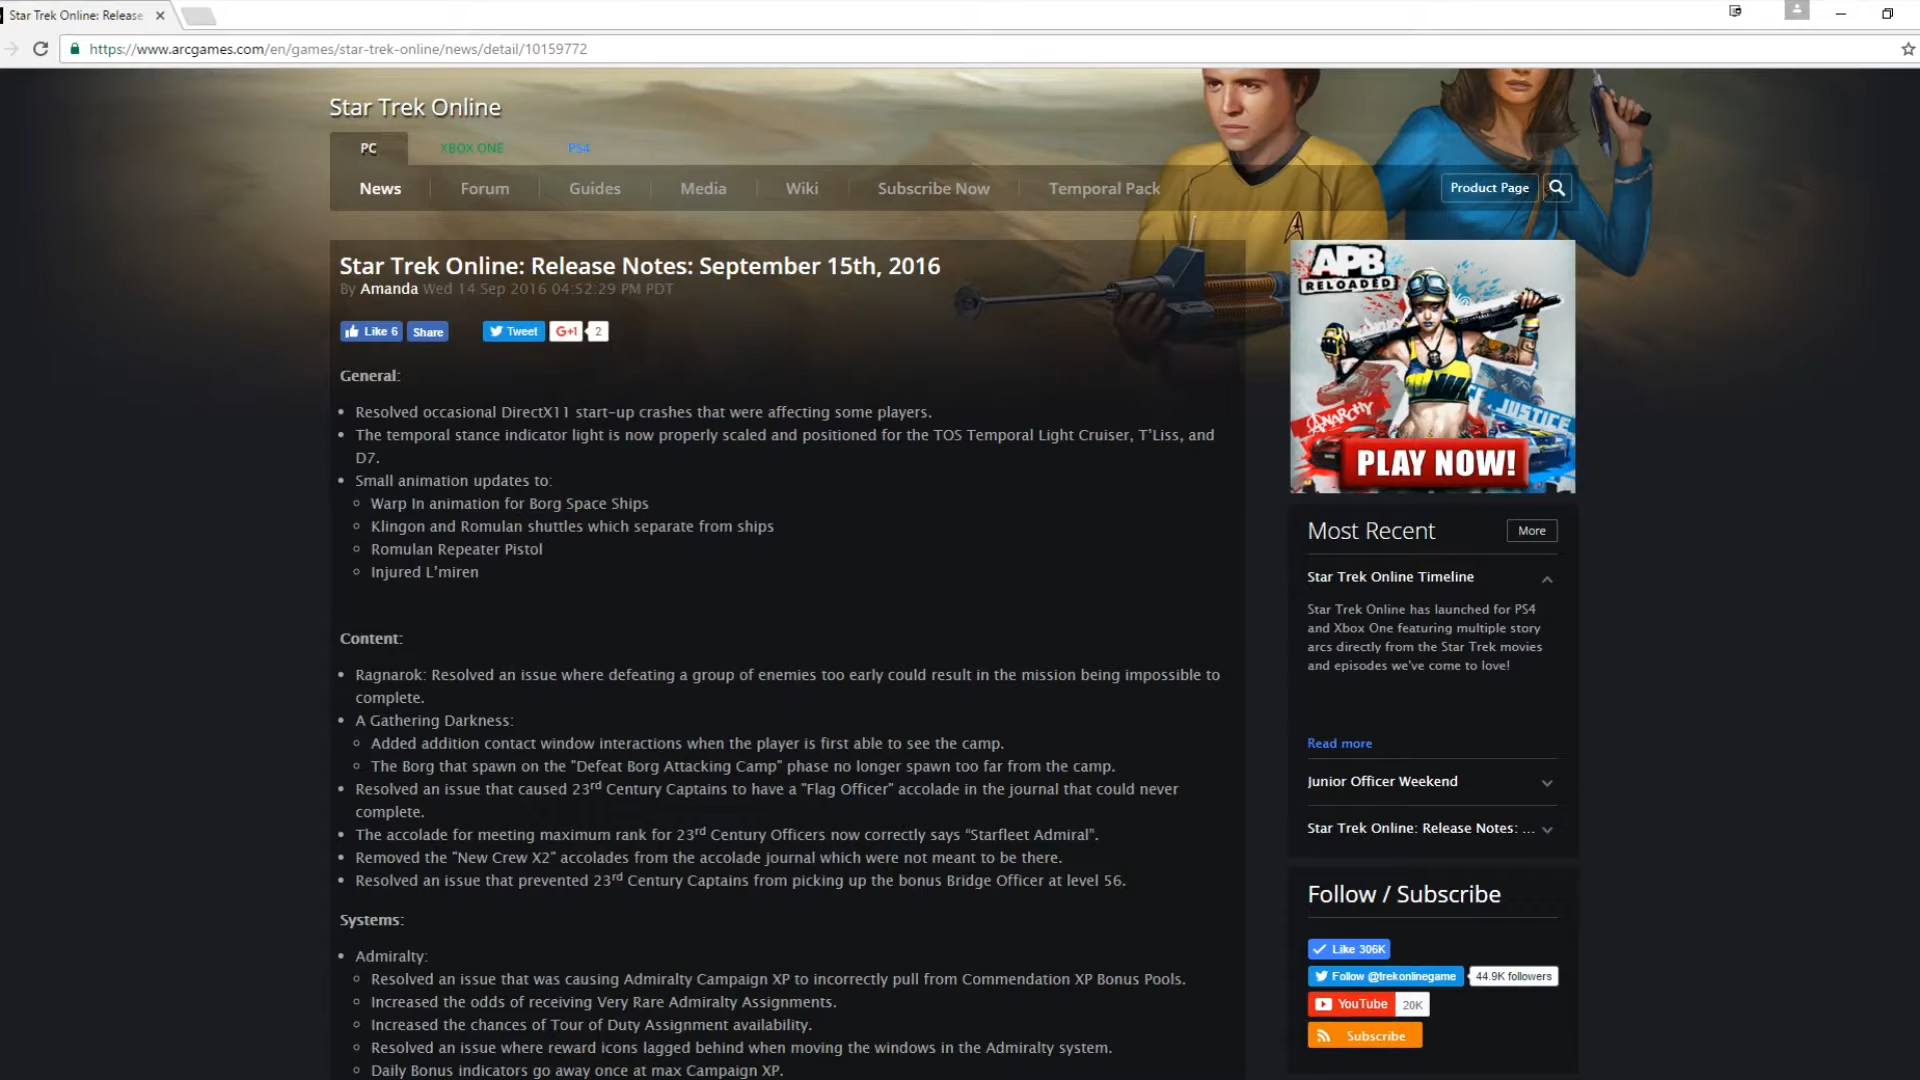 Star Trek Online: Release
https://www.arcgames.com/en/games/star-trek-online/news/detail/10159772
Star Trek Online
PC XBOX ONE PS4
News Forum Guides Media Wiki Subscribe Now Temporal Pack Product Page
Star Trek Online: Release Notes: September 15th, 2016
By Amanda Wed 14 Sep 2016 04:52:29 PM PDT
Like 6 Share Tweet G+1 2
General:
• Resolved occasional DirectX11 start-up crashes that were affecting some players.
• The temporal stance indicator light is now properly scaled and positioned for the TOS Temporal Light Cruiser, T'Liss, and
D7.
• Small animation updates to:
◦ Warp In animation for Borg Space Ships
◦ Klingon and Romulan shuttles which separate from ships
◦ Romulan Repeater Pistol
◦ Injured L'miren
Content:
• Ragnarok: Resolved an issue where defeating a group of enemies too early could result in the mission being impossible to
complete.
• A Gathering Darkness:
◦ Added addition contact window interactions when the player is first able to see the camp.
◦ The Borg that spawn on the "Defeat Borg Attacking Camp" phase no longer spawn too far from the camp.
• Resolved an issue that caused 23rd Century Captains to have a "Flag Officer" accolade in the journal that could never
complete.
• The accolade for meeting maximum rank for 23rd Century Officers now correctly says “Starfleet Admiral”.
• Removed the "New Crew X2" accolades from the accolade journal which were not meant to be there.
• Resolved an issue that prevented 23rd Century Captains from picking up the bonus Bridge Officer at level 56.
Systems:
• Admiralty:
◦ Resolved an issue that was causing Admiralty Campaign XP to incorrectly pull from Commendation XP Bonus Pools.
◦ Increased the odds of receiving Very Rare Admiralty Assignments.
◦ Increased the chances of Tour of Duty Assignment availability.
◦ Resolved an issue where reward icons lagged behind when moving the windows in the Admiralty system.
◦ Daily Bonus indicators go away once at max Campaign XP.
APB
RELOADED
ANARCHY
JUSTICE
PLAY NOW!
Most Recent More
Star Trek Online Timeline
Star Trek Online has launched for PS4
and Xbox One featuring multiple story
arcs directly from the Star Trek movies
and episodes we've come to love!
Read more
Junior Officer Weekend
Star Trek Online: Release Notes: ...
Follow / Subscribe
Like 306K
Follow @trekonlinegame 44.9K followers
YouTube 20K
Subscribe